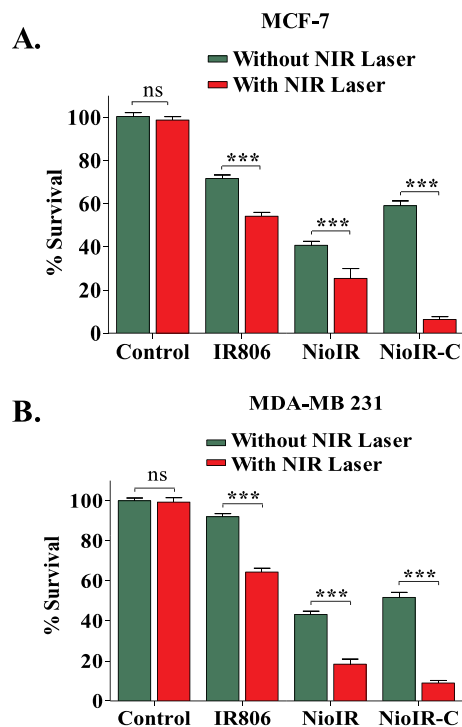 MCF-7
A.
Without NIR Laser
With NIR Laser
ns
***
***
***
% Survival
100
80
60
40
20
0
Control IR806 NioIR NioIR-C
MDA-MB 231
B.
Without NIR Laser
With NIR Laser
ns
***
***
***
% Survival
100
80
60
40
20
0
Control IR806 NioIR NioIR-C